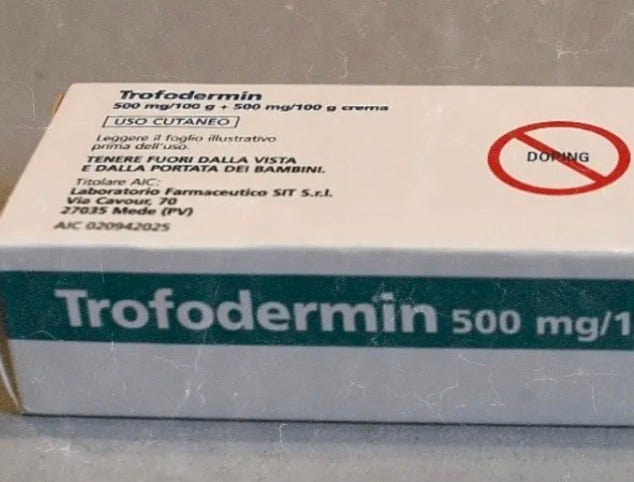 Trofodermin
500 mg/100 g + 500 mg/100 g crema
USO CUTANEO
Leggere il foglio illustrativo
prima dell'uso.
TENERE FUORI DALLA VISTA
E DALLA PORTATA DEI BAMBINI.
Titolare AIC:
Laboratorio Farmaceutico SIT S.r.l.
Via Cavour, 70
27035 Mede (PV)
AIC 020942025
DOPING
Trofodermin 500 mg/1